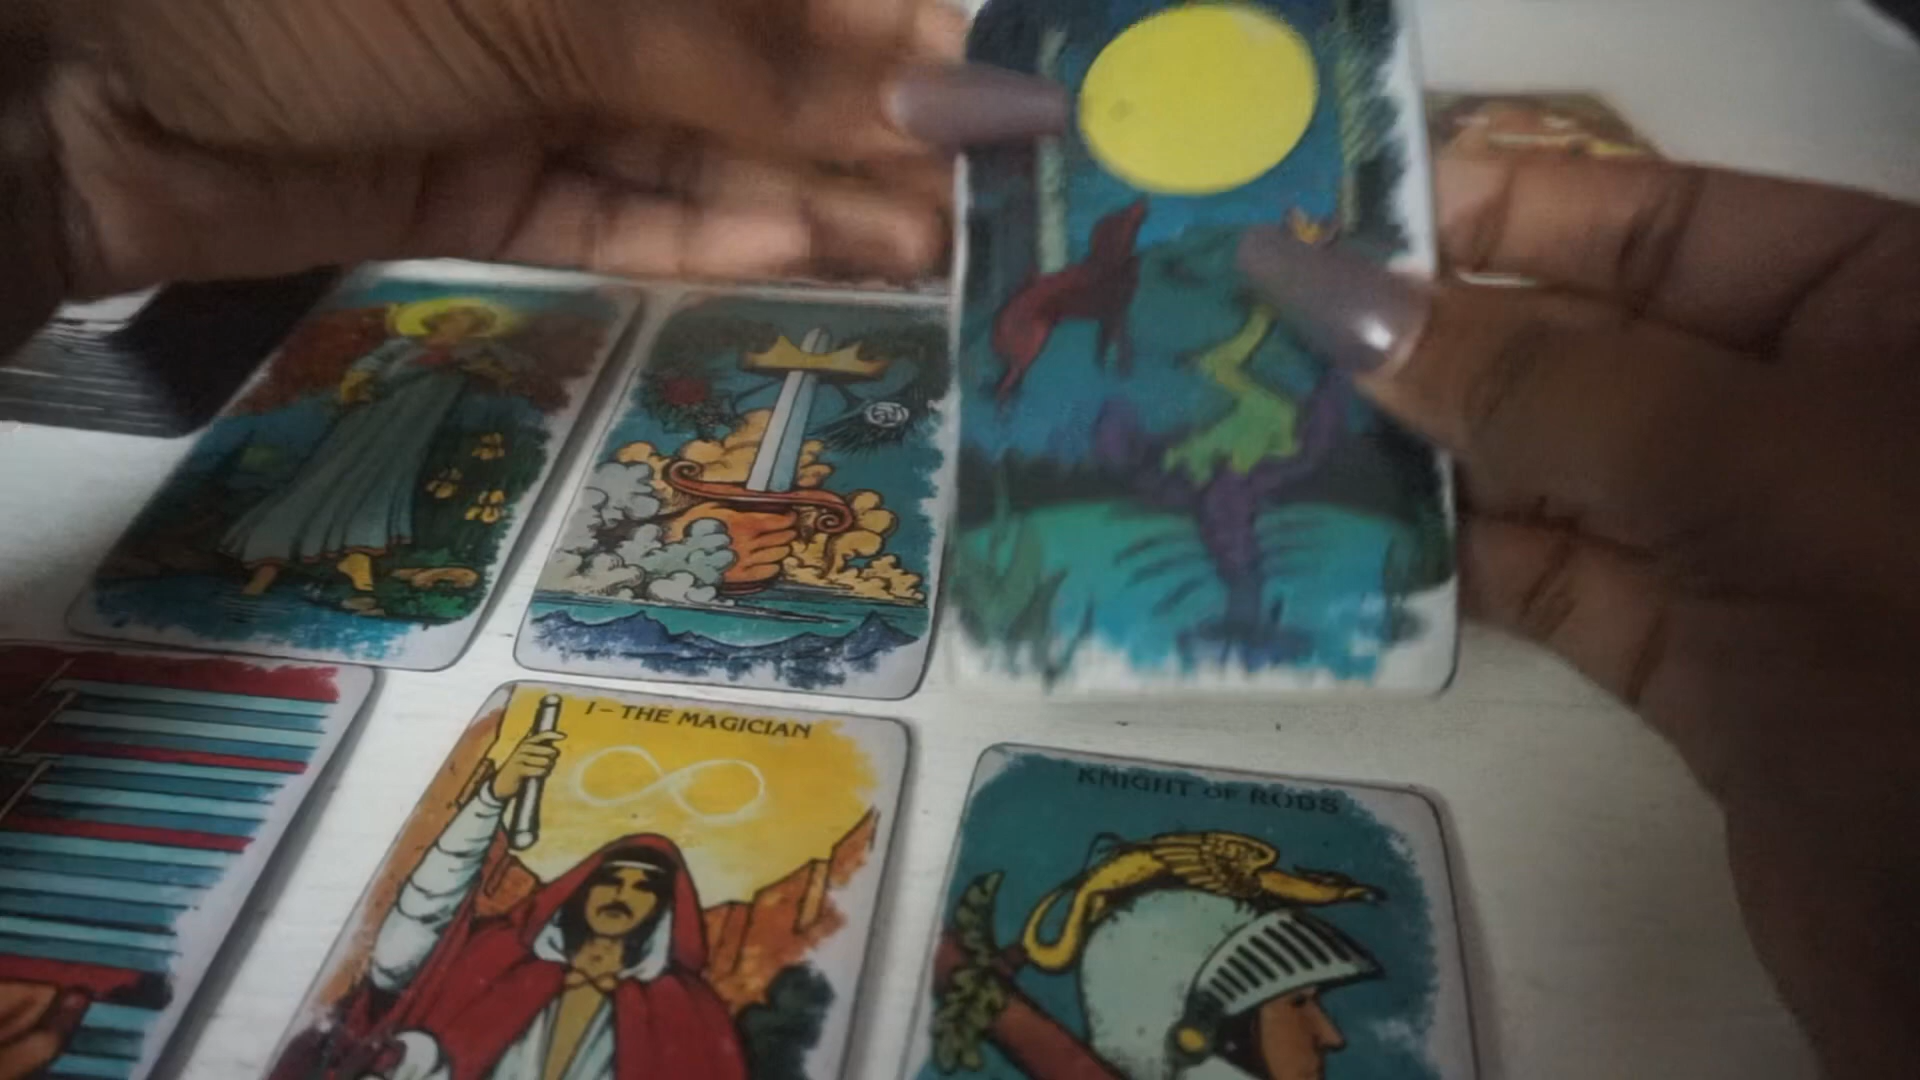 I – THE MAGICIAN
KNIGHT OF RODS